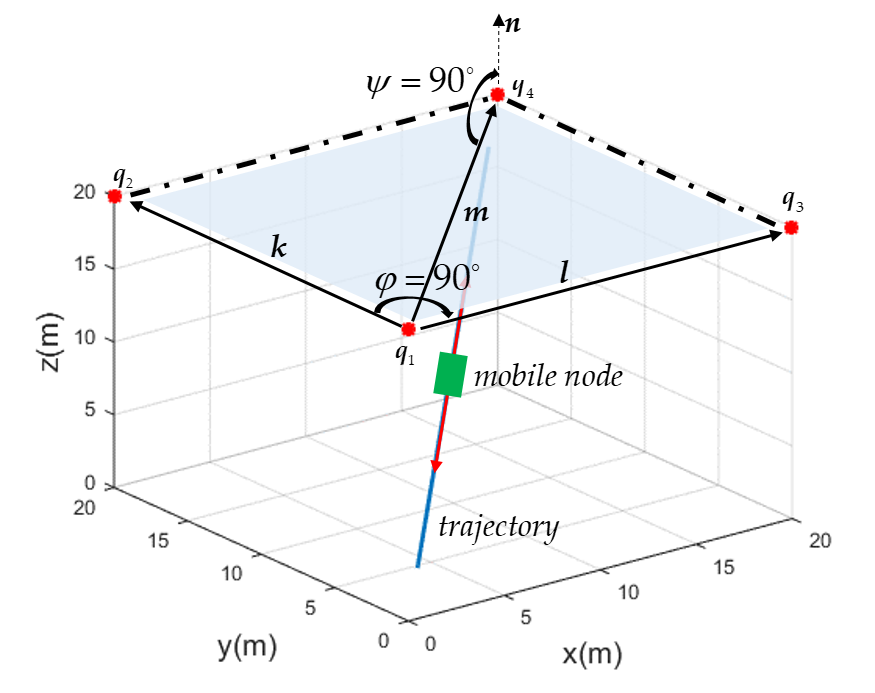 n
ψ = 90°
q₄
q₂
q₃
m
k
l
φ = 90°
q₁
mobile node
trajectory
z(m)
20
15
10
5
0
y(m)
20
15
10
5
0
x(m)
0
5
10
15
20